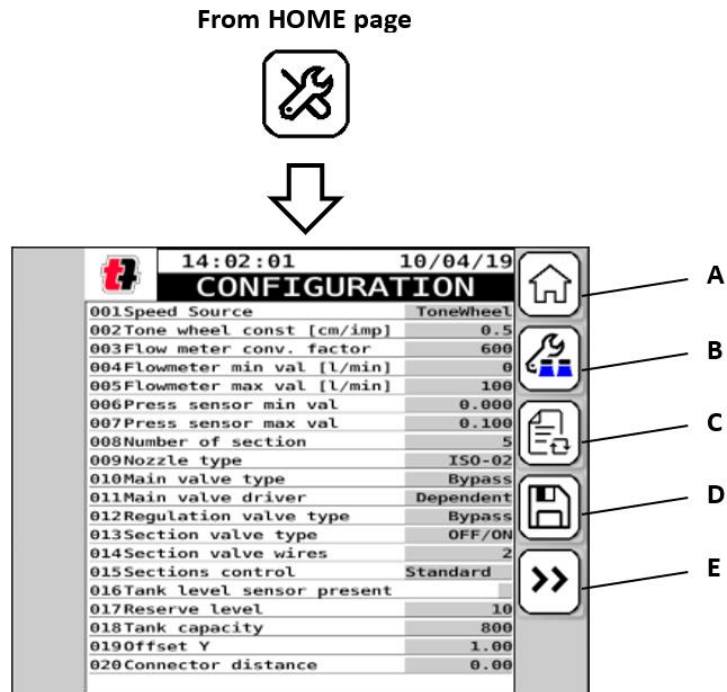 From HOME page
14:02:01 10/04/19
CONFIGURATION
001Speed Source ToneWheel
002Tone wheel const [cm/imp] 0.5
003Flow meter conv. factor 600
004Flowmeter min val [l/min] 0
005Flowmeter max val [l/min] 100
006Press sensor min val 0.000
007Press sensor max val 0.100
008Number of section 5
009Nozzle type ISO-02
010Main valve type Bypass
011Main valve driver Dependent
012Regulation valve type Bypass
013Section valve type OFF/ON
014Section valve wires 2
015Sections control Standard
016Tank level sensor present
017Reserve level 10
018Tank capacity 800
019Offset Y 1.00
020Connector distance 0.00
A
B
C
D
E